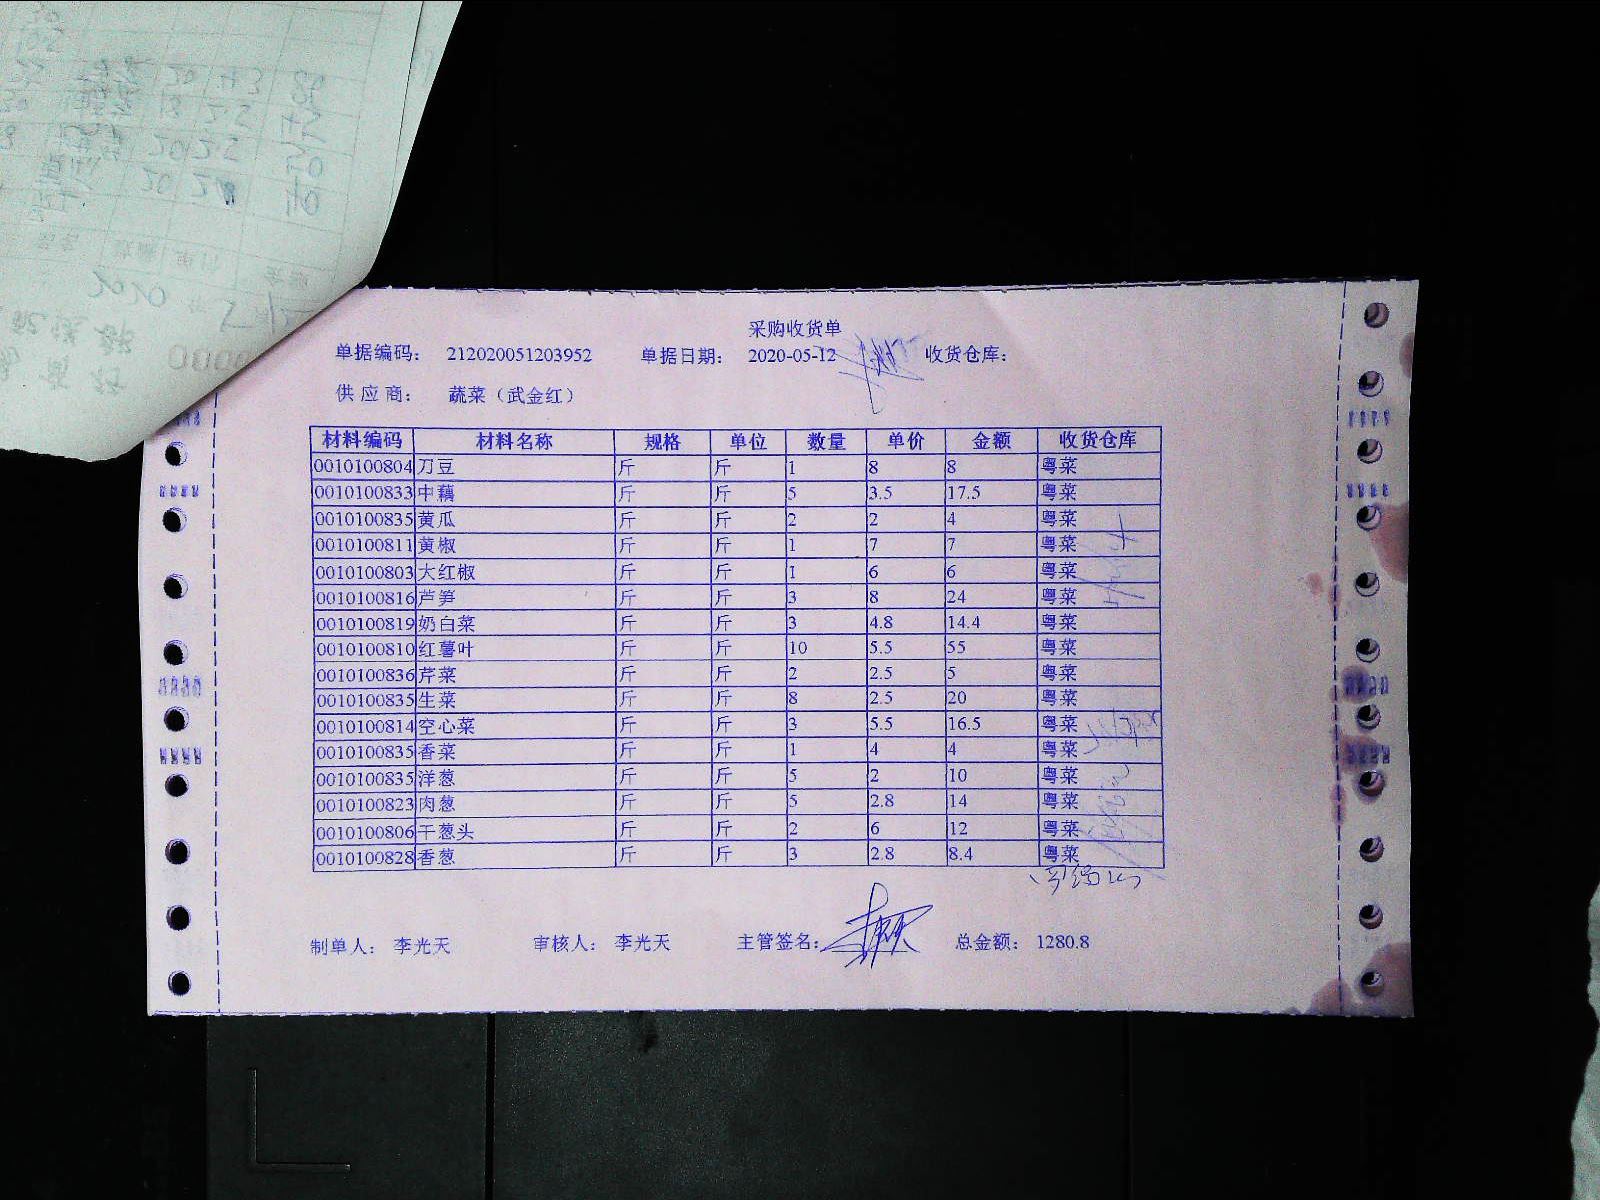 采购收货单
单据编码： 212020051203952 单据日期： 2020-05-12 收货仓库：
供应商： 蔬菜（武金红）
材料编码 材料名称 规格 单位 数量 单价 金额 收货仓库
0010100804 刀豆 斤 斤 1 8 8 粤菜
0010100833 中藕 斤 斤 5 3.5 17.5 粤菜
0010100835 黄瓜 斤 斤 2 2 4 粤菜
0010100811 黄椒 斤 斤 1 7 7 粤菜
0010100803 大红椒 斤 斤 1 6 6 粤菜
0010100816 芦笋 斤 斤 3 8 24 粤菜
0010100819 奶白菜 斤 斤 3 4.8 14.4 粤菜
0010100810 红薯叶 斤 斤 10 5.5 55 粤菜
0010100836 芹菜 斤 斤 2 2.5 5 粤菜
0010100835 生菜 斤 斤 8 2.5 20 粤菜
0010100814 空心菜 斤 斤 3 5.5 16.5 粤菜
0010100835 香菜 斤 斤 1 4 4 粤菜
0010100835 洋葱 斤 斤 5 2 10 粤菜
0010100823 肉葱 斤 斤 5 2.8 14 粤菜
0010100806 干葱头 斤 斤 2 6 12 粤菜
0010100828 香葱 斤 斤 3 2.8 8.4 粤菜
制单人： 李光天 审核人： 李光天 主管签名： 总金额： 1280.8